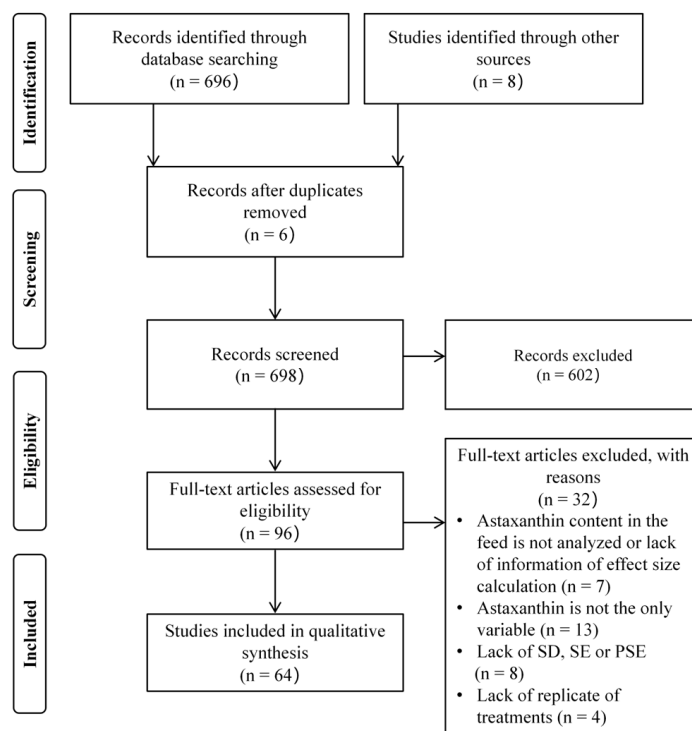 Identification
Records identified through
database searching
(n = 696)
Studies identified through other
sources
(n = 8)
Records after duplicates
removed
(n = 6)
Screening
Records screened
(n = 698)
Records excluded
(n = 602)
Eligibility
Full-text articles assessed for
eligibility
(n = 96)
Full-text articles excluded, with
reasons
(n = 32)
• Astaxanthin content in the
feed is not analyzed or lack
of information of effect size
calculation (n = 7)
• Astaxanthin is not the only
variable (n = 13)
• Lack of SD, SE or PSE
(n = 8)
• Lack of replicate of
treatments (n = 4)
Included
Studies included in qualitative
synthesis
(n = 64)